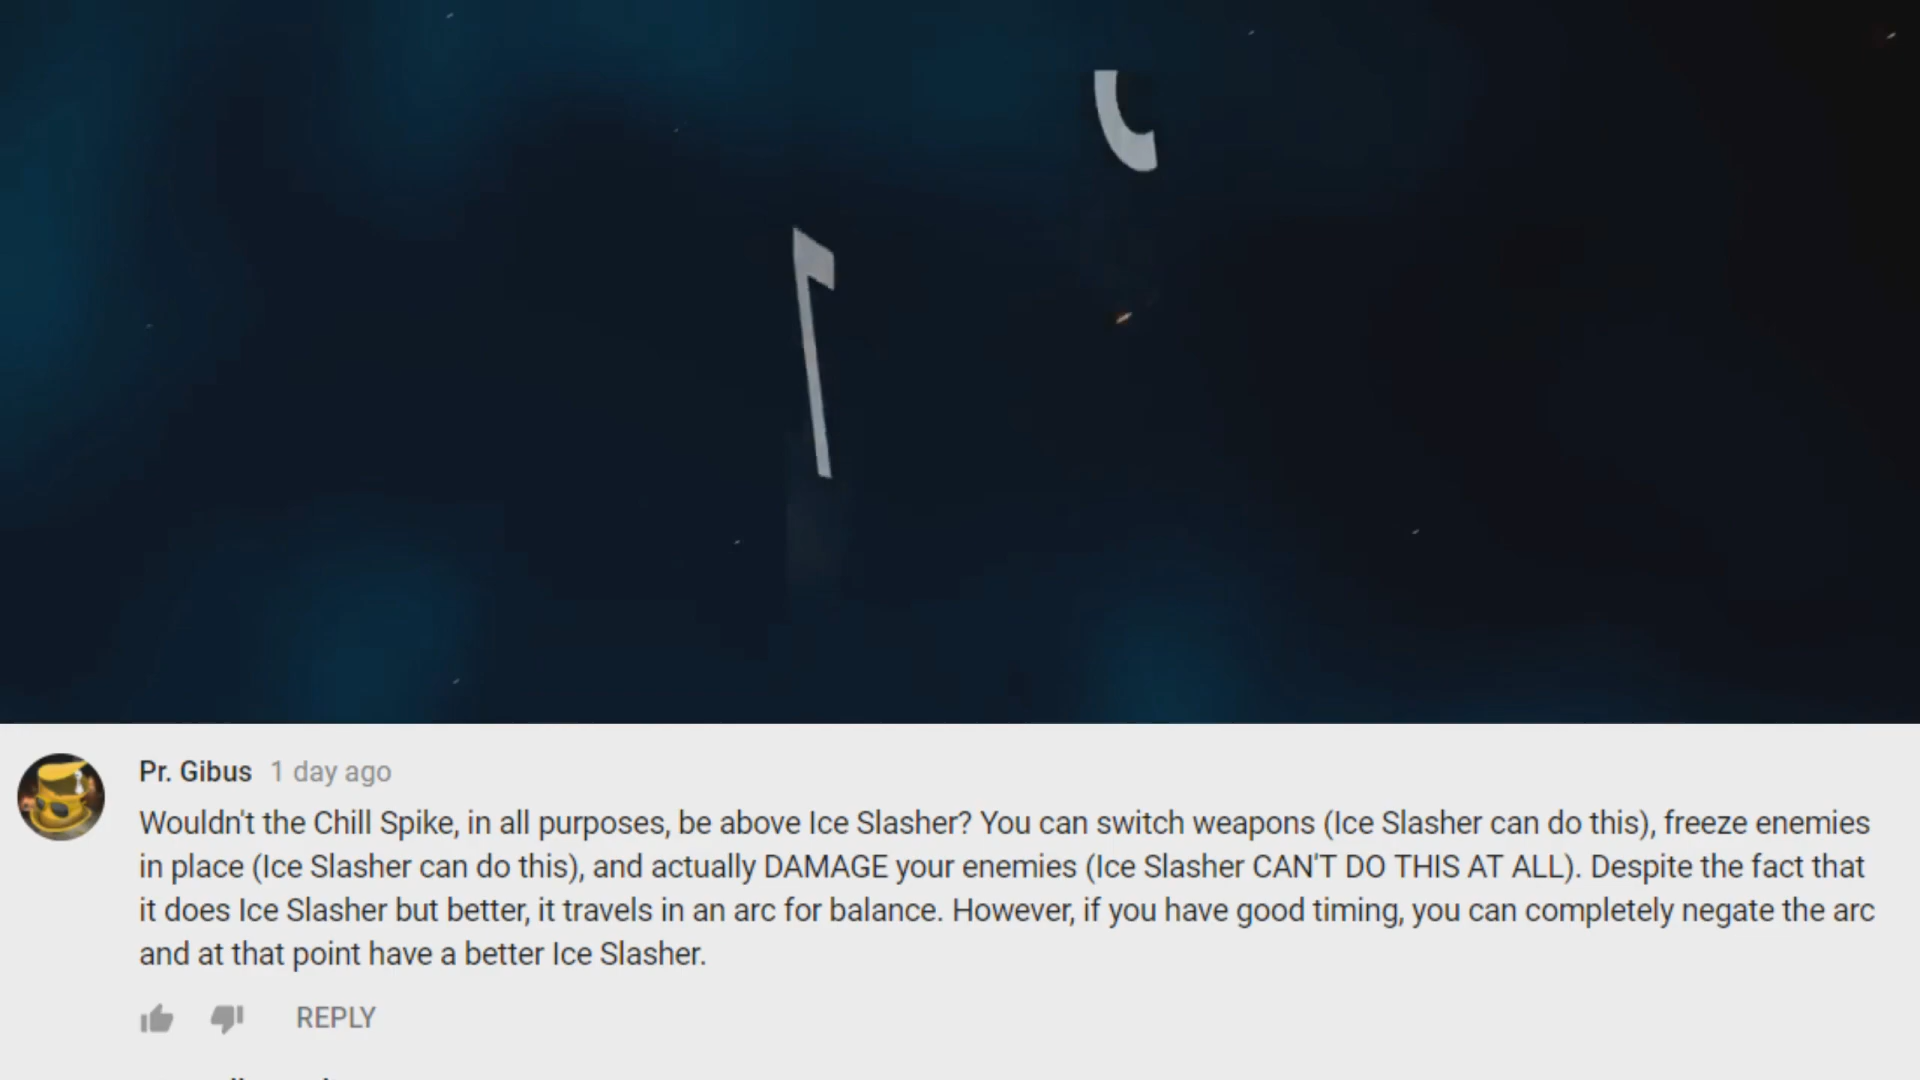 Pr. Gibus 1 day ago
Wouldn't the Chill Spike, in all purposes, be above Ice Slasher? You can switch weapons (Ice Slasher can do this), freeze enemies
in place (Ice Slasher can do this), and actually DAMAGE your enemies (Ice Slasher CAN'T DO THIS AT ALL). Despite the fact that
it does Ice Slasher but better, it travels in an arc for balance. However, if you have good timing, you can completely negate the arc
and at that point have a better Ice Slasher.
REPLY